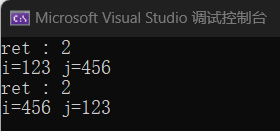 Microsoft Visual Studio 调试控制台
ret : 2
i=123 j=456
ret : 2
i=456 j=123